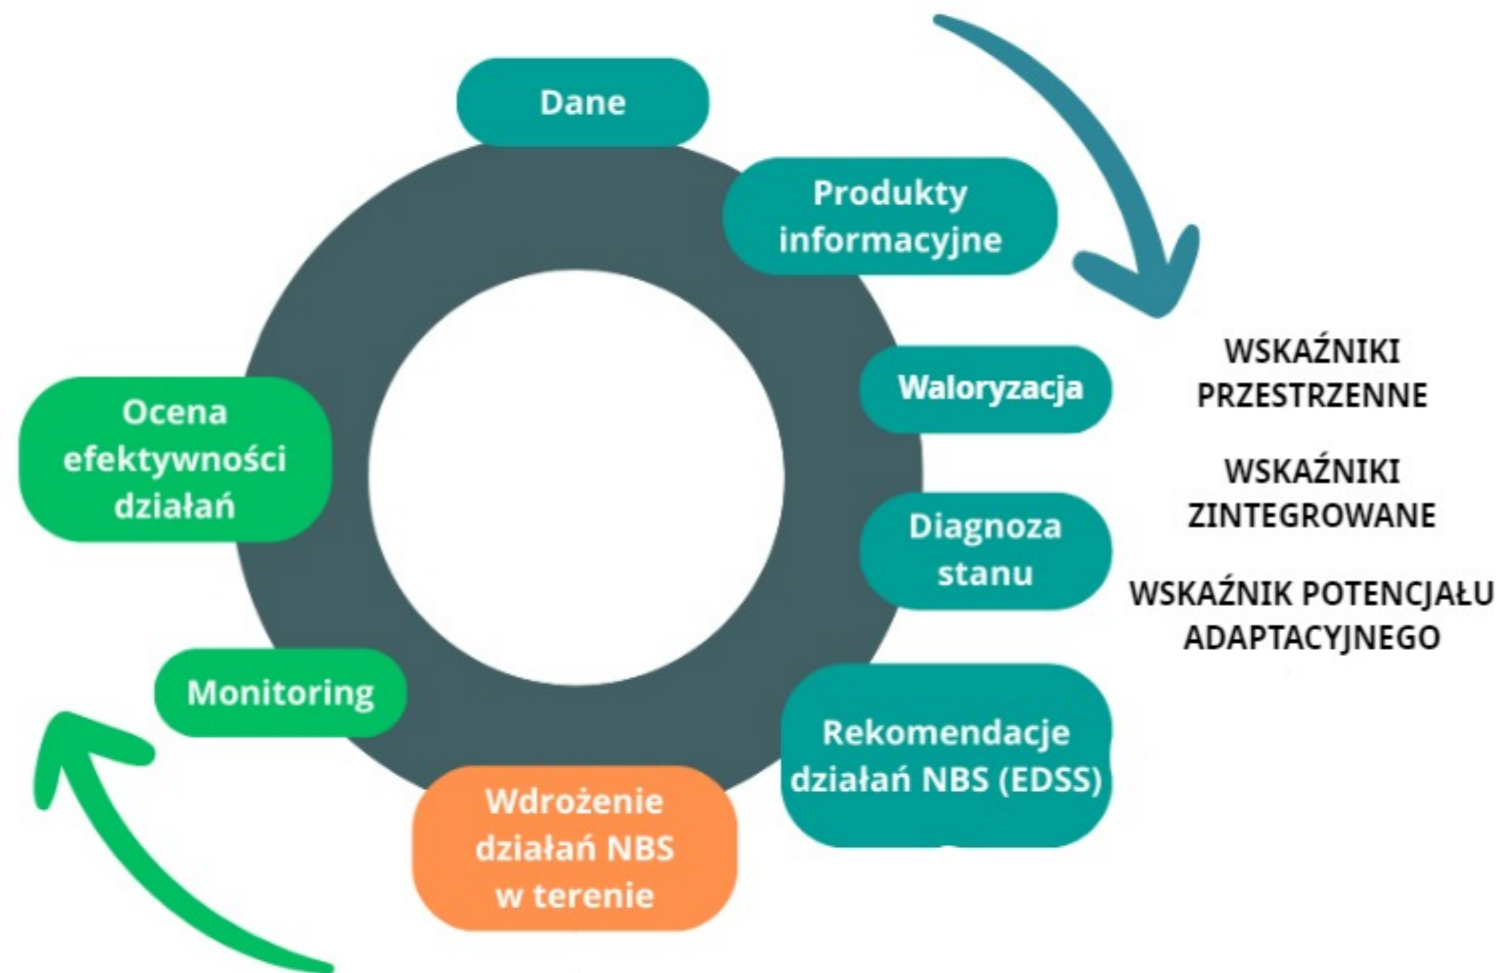 Dane
Produkty
informacyjne
Waloryzacja
Diagnoza
stanu
Rekomendacje
działań NBS (EDSS)
Wdrożenie
działań NBS
w terenie
Monitoring
Ocena
efektywności
działań
WSKAŹNIKI
PRZESTRZENNE
WSKAŹNIKI
ZINTEGROWANE
WSKAŹNIK POTENCJAŁU
ADAPTACYJNEGO